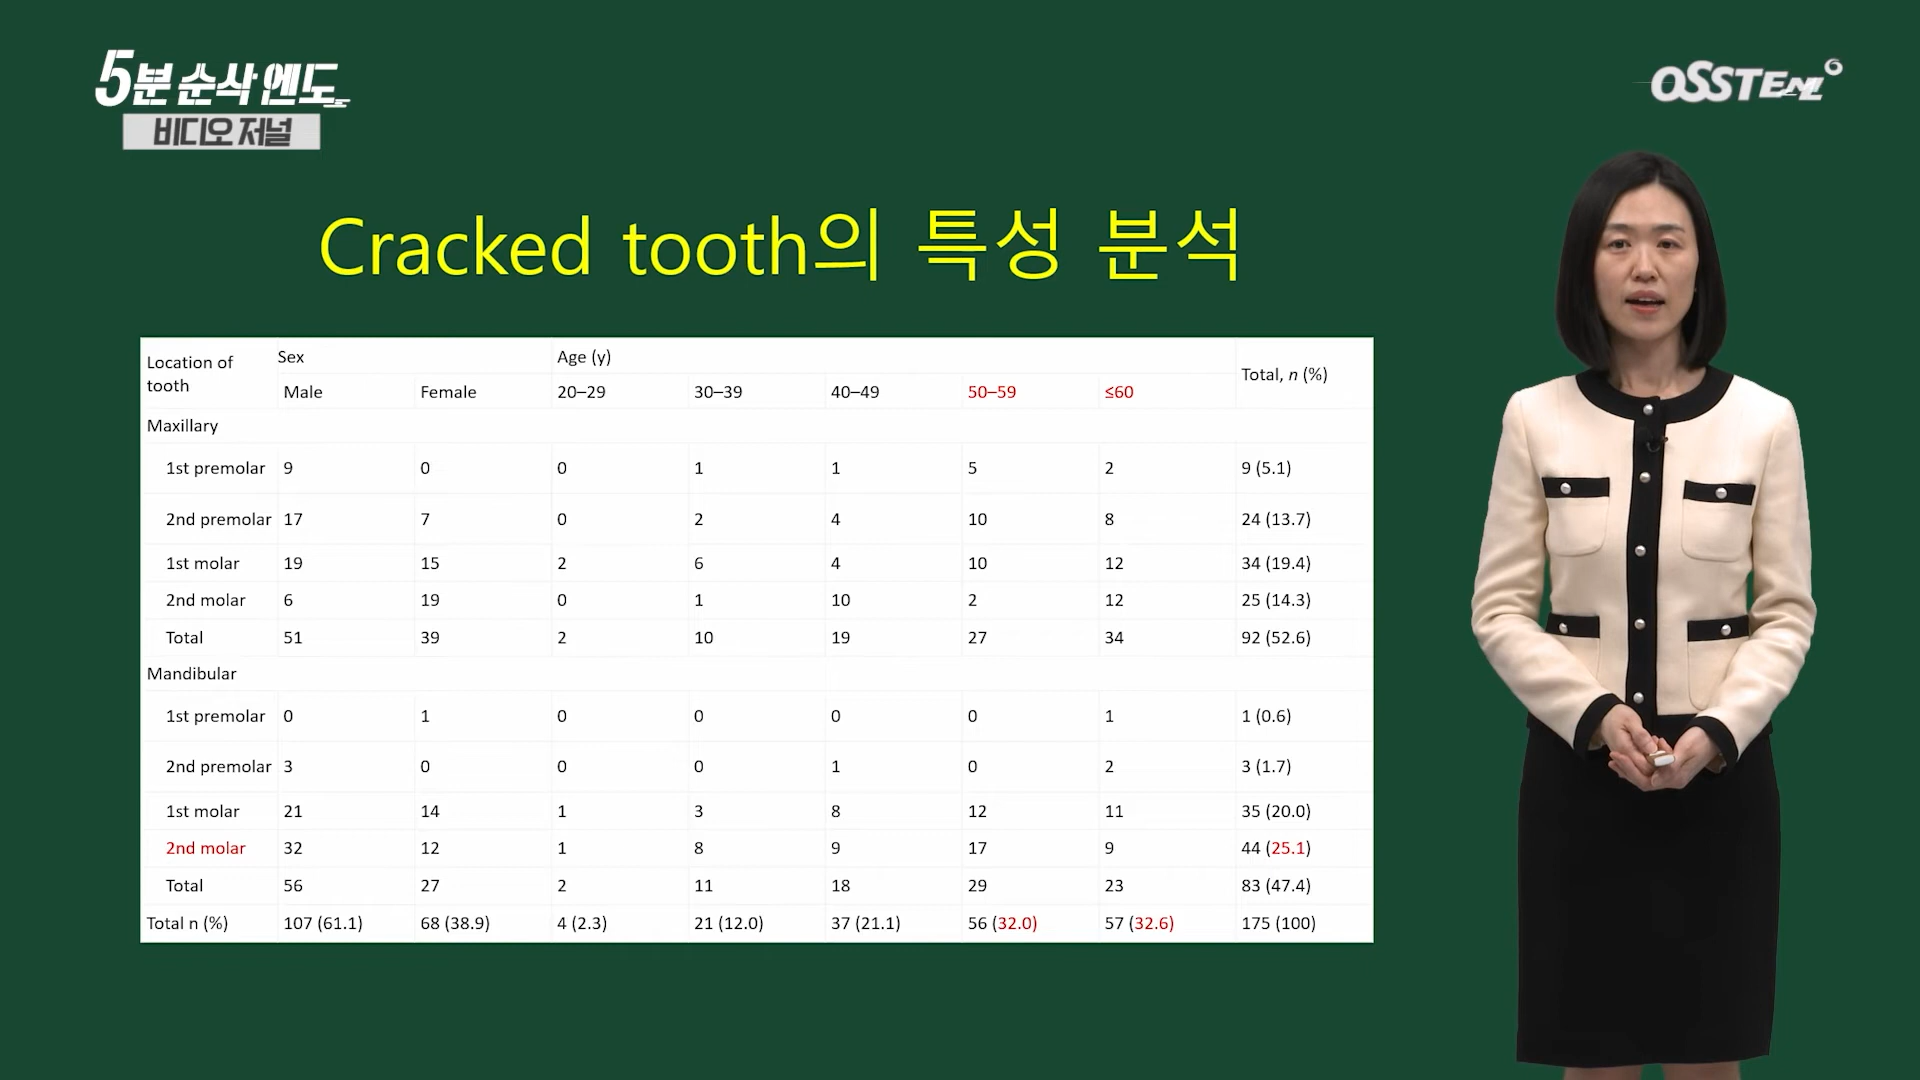 5분 순삭 엔도
비디오 저널
OSSTEM
Cracked tooth의 특성 분석
Location of tooth Sex Age (y) Total, n (%)
Male Female 20–29 30–39 40–49 50–59 ≤60
Maxillary
1st premolar 9 0 0 1 1 5 2 9 (5.1)
2nd premolar 17 7 0 2 4 10 8 24 (13.7)
1st molar 19 15 2 6 4 10 12 34 (19.4)
2nd molar 6 19 0 1 10 2 12 25 (14.3)
Total 51 39 2 10 19 27 34 92 (52.6)
Mandibular
1st premolar 0 1 0 0 0 0 1 1 (0.6)
2nd premolar 3 0 0 0 1 0 2 3 (1.7)
1st molar 21 14 1 3 8 12 11 35 (20.0)
2nd molar 32 12 1 8 9 17 9 44 (25.1)
Total 56 27 2 11 18 29 23 83 (47.4)
Total n (%) 107 (61.1) 68 (38.9) 4 (2.3) 21 (12.0) 37 (21.1) 56 (32.0) 57 (32.6) 175 (100)